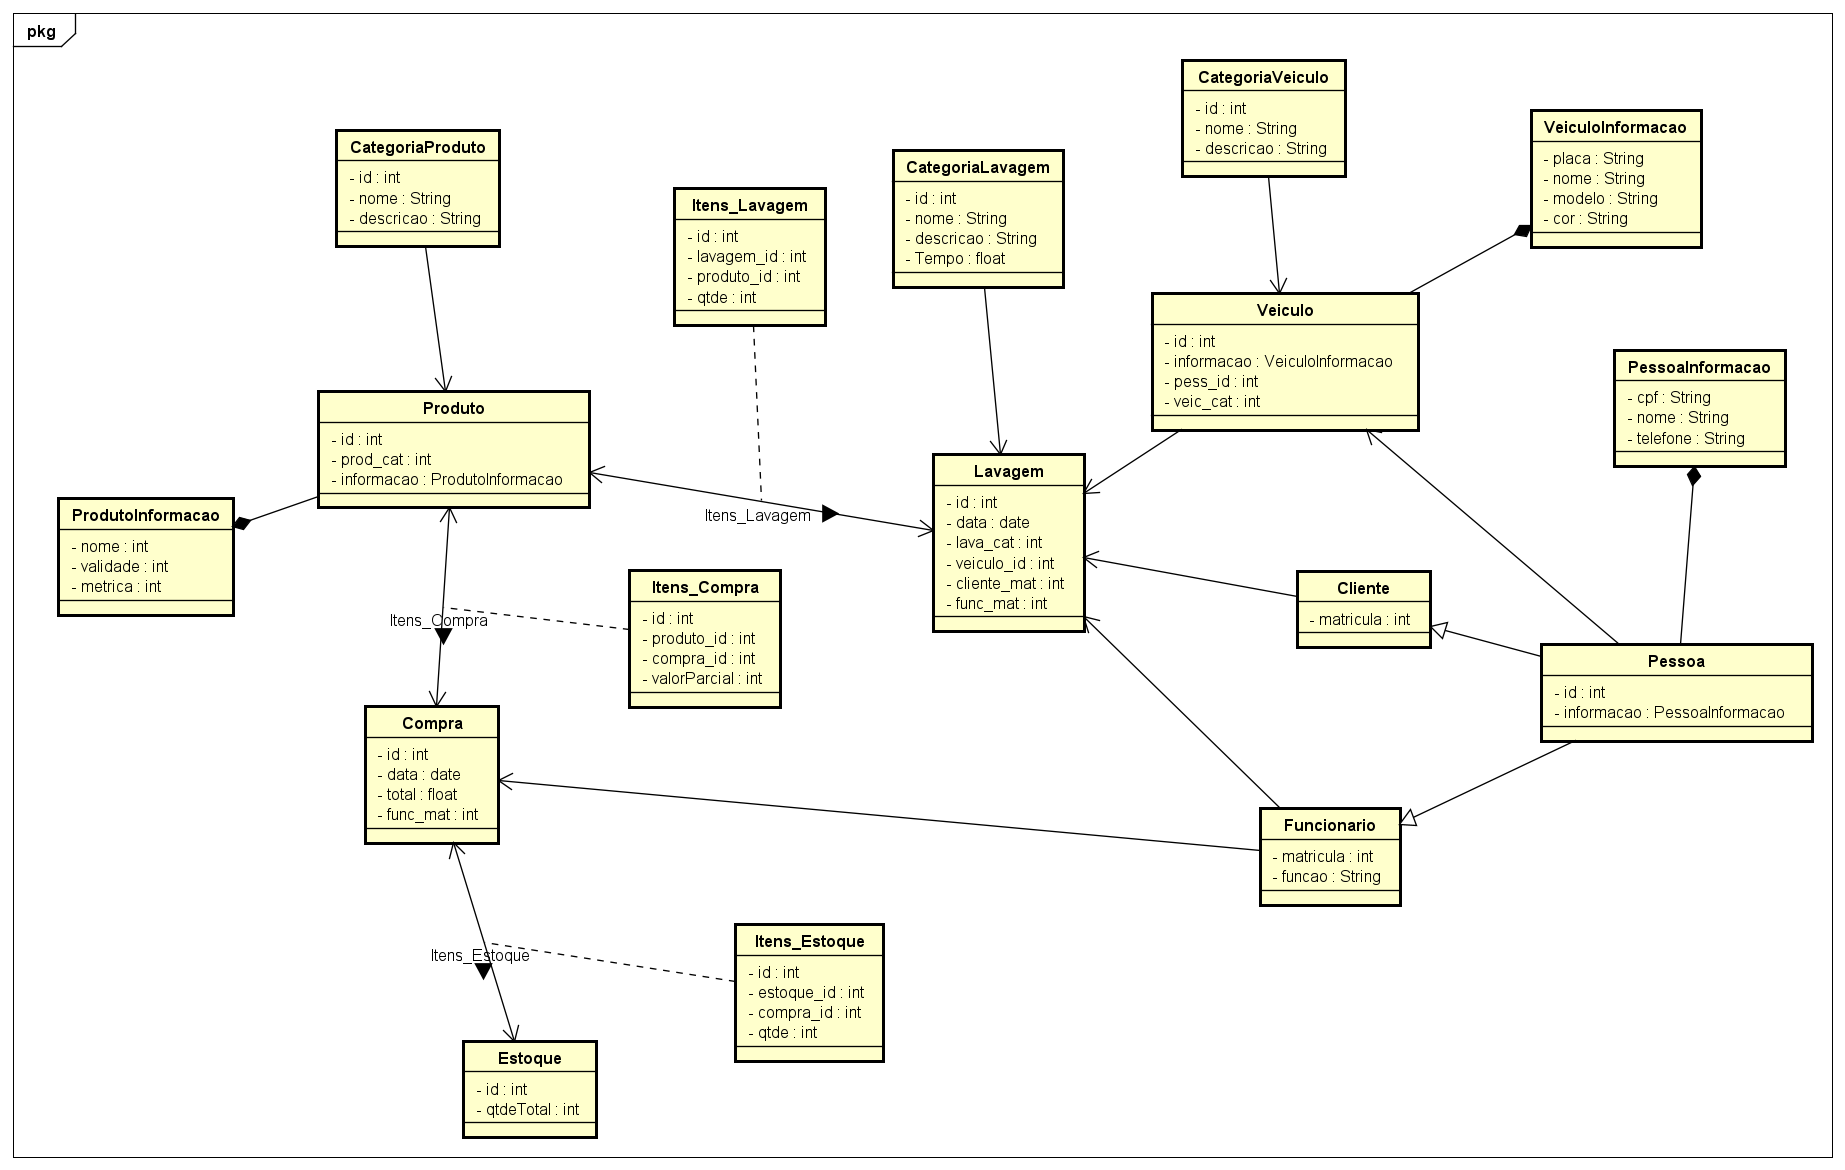 pkg
CategoriaProduto
- id : int
- nome : String
- descricao : String
Itens_Lavagem
- id : int
- lavagem_id : int
- produto_id : int
- qtde : int
CategoriaLavagem
- id : int
- nome : String
- descricao : String
- Tempo : float
CategoriaVeiculo
- id : int
- nome : String
- descricao : String
VeiculoInformacao
- placa : String
- nome : String
- modelo : String
- cor : String
Veiculo
- id : int
- informacao : VeiculoInformacao
- pess_id : int
- veic_cat : int
PessoaInformacao
- cpf : String
- nome : String
- telefone : String
Produto
- id : int
- prod_cat : int
- informacao : ProdutoInformacao
ProdutoInformacao
- nome : int
- validade : int
- metrica : int
Itens_Lavagem
Lavagem
- id : int
- data : date
- lava_cat : int
- veiculo_id : int
- cliente_mat : int
- func_mat : int
Itens_Compra
Itens_Compra
- id : int
- produto_id : int
- compra_id : int
- valorParcial : int
Cliente
- matricula : int
Pessoa
- id : int
- informacao : PessoaInformacao
Compra
- id : int
- data : date
- total : float
- func_mat : int
Funcionario
- matricula : int
- funcao : String
Itens_Estoque
Itens_Estoque
- id : int
- estoque_id : int
- compra_id : int
- qtde : int
Estoque
- id : int
- qtdeTotal : int